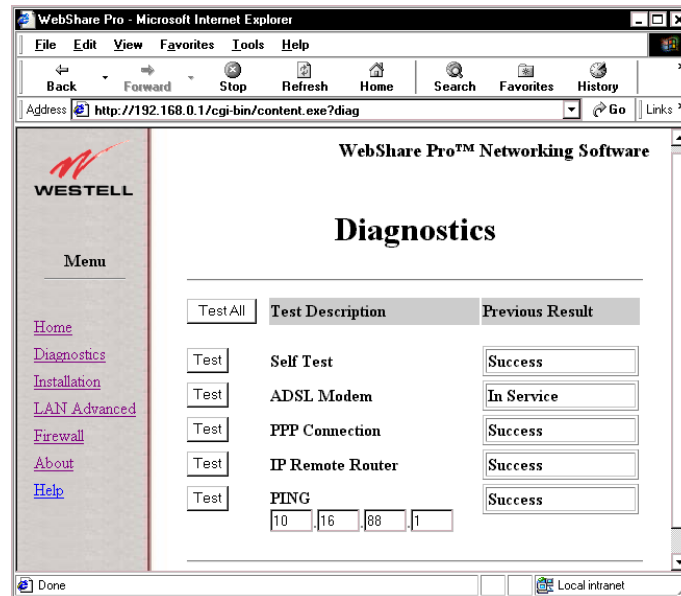 WebShare Pro - Microsoft Internet Explorer
File Edit View Favorites Tools Help
Back Forward Stop Refresh Home Search Favorites History
Address http://192.168.0.1/cgi-bin/content.exe?diag Go Links
WESTELL
Menu
Home
Diagnostics
Installation
LAN Advanced
Firewall
About
Help
WebShare Pro™ Networking Software
Diagnostics
Test All Test Description Previous Result
Test Self Test Success
Test ADSL Modem In Service
Test PPP Connection Success
Test IP Remote Router Success
Test PING Success
10 . 16 . 88 . 1
Done Local intranet